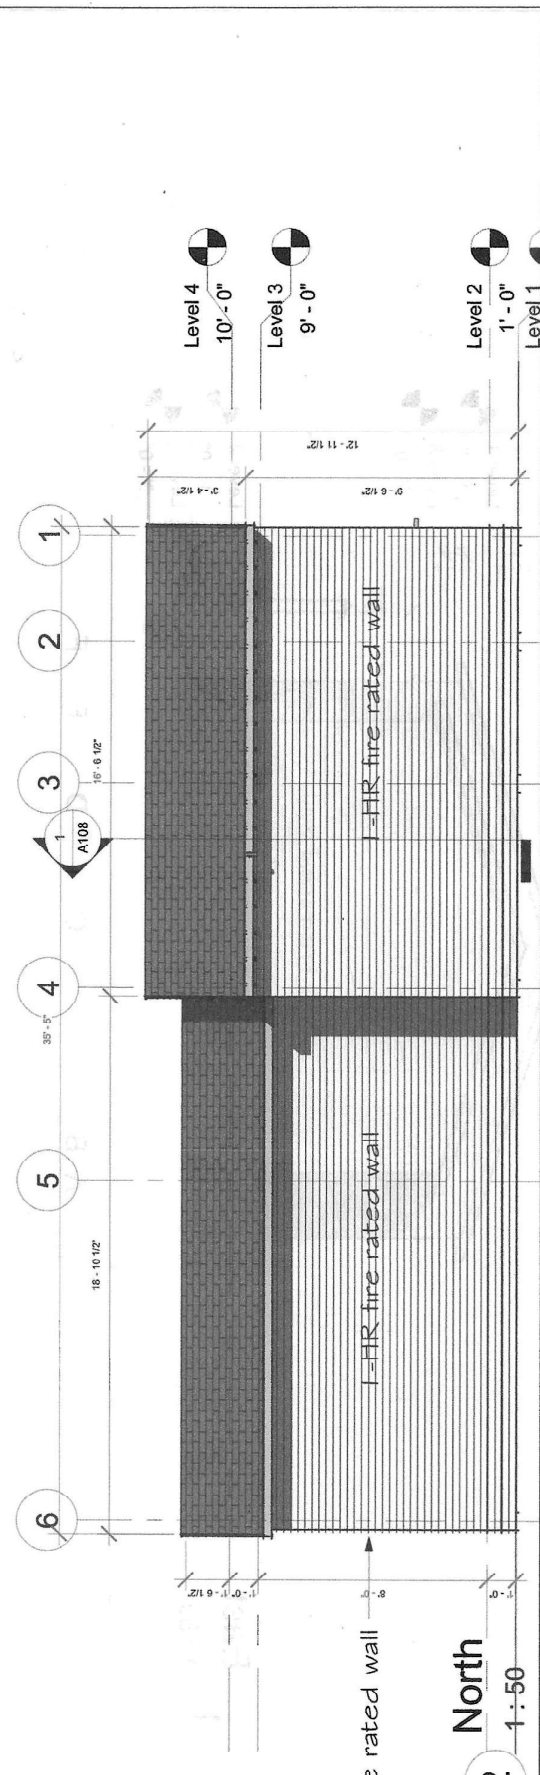 6
5
4
3
2
1
1
A108
35' - 5"
18 - 10 1/2"
16' - 6 1/2"
Level 4
10' - 0"
Level 3
9' - 0"
Level 2
1' - 0"
Level 1
3' - 4 1/2"
9' - 6 1/2"
12' - 11 1/2"
1' - 6 1/2"
1' - 0"
1' - 0"
8' - 0"
1' - 0"
1-HR fire rated wall
1-HR fire rated wall
rated wall
North
1 : 50